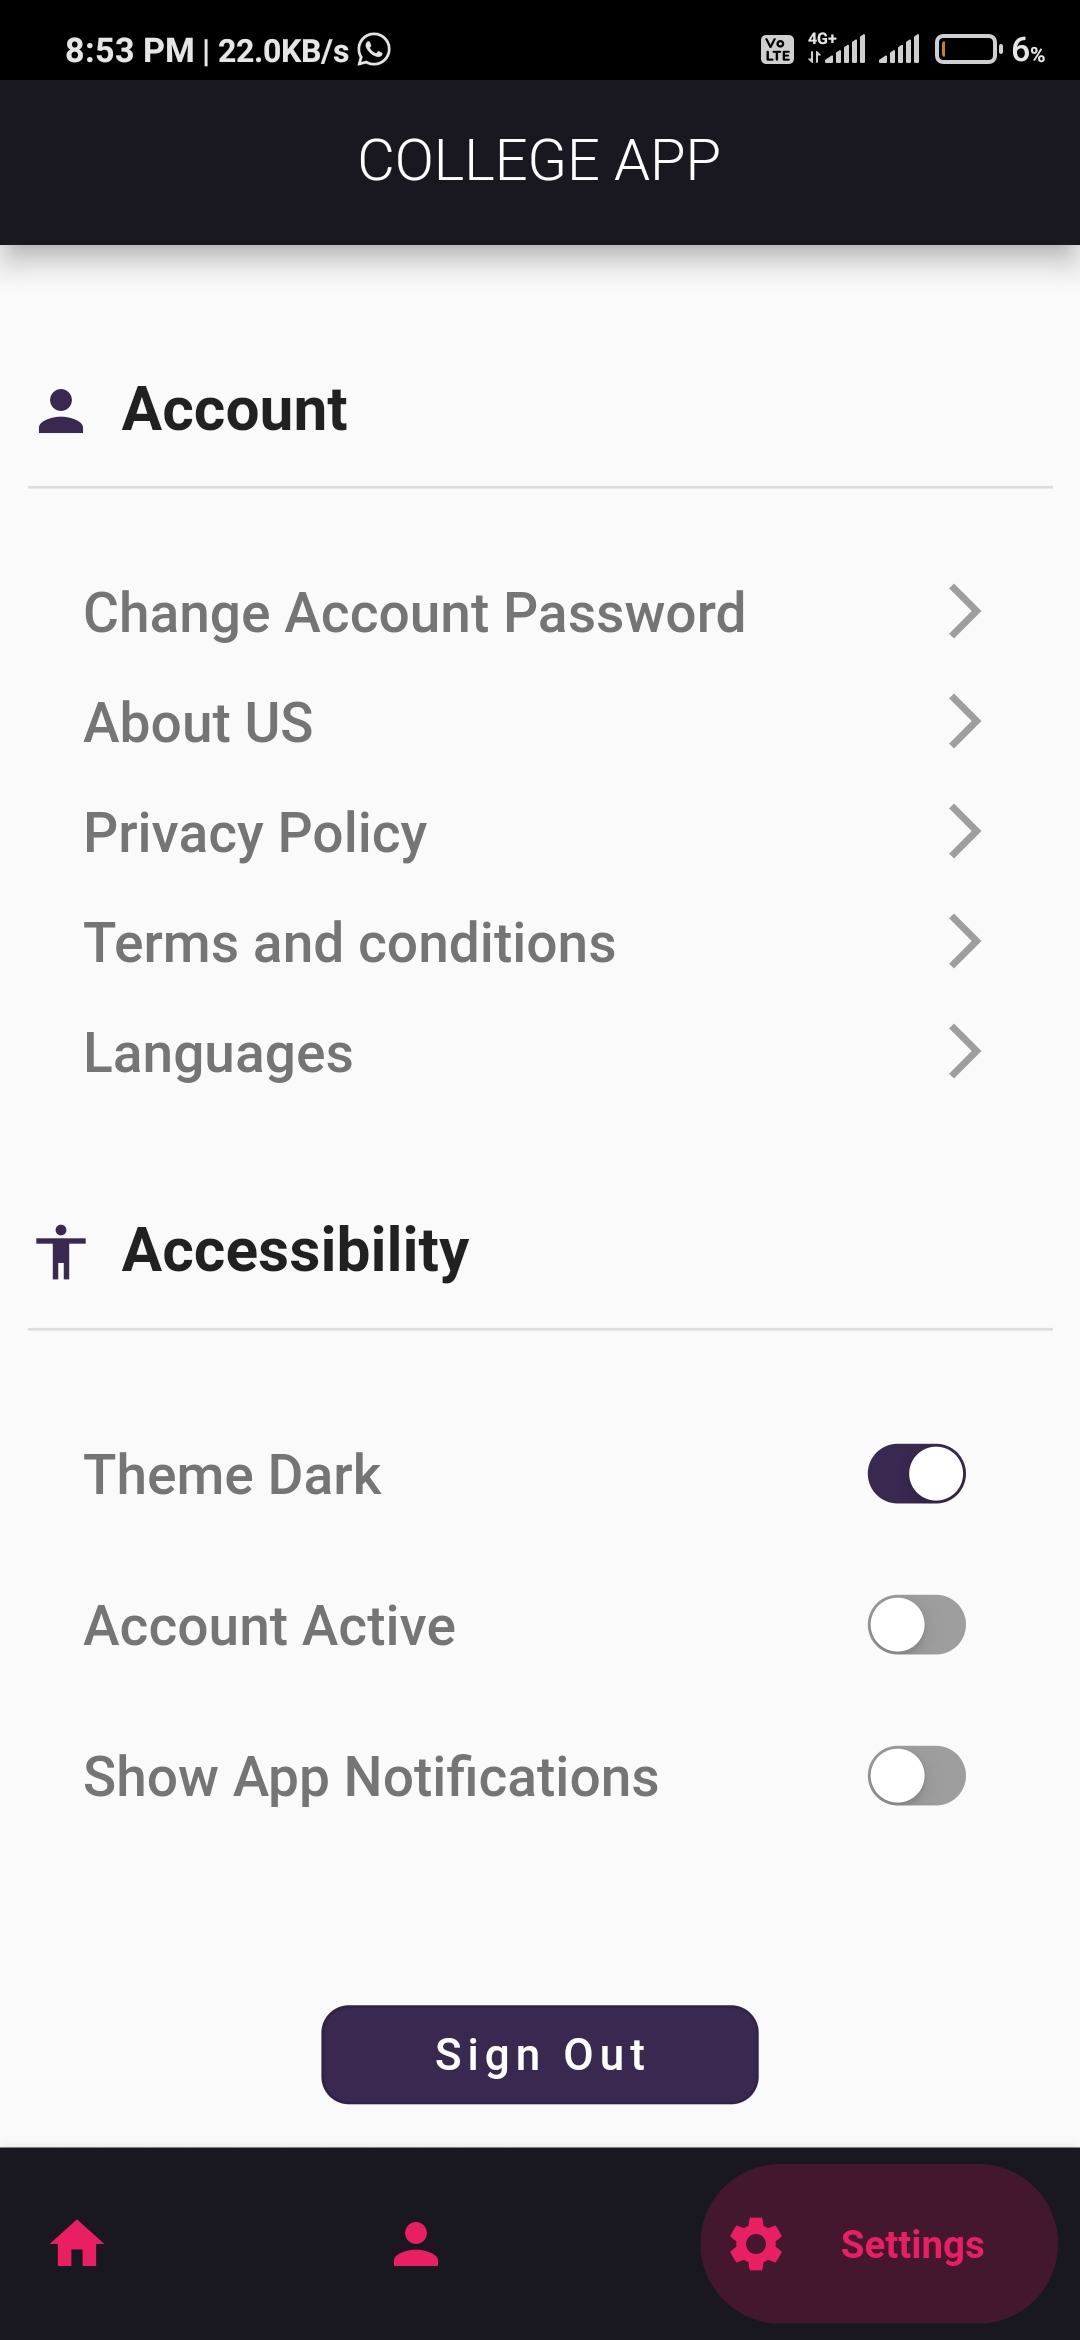 8:53 PM | 22.0KB/s
Vo LTE 4G+ 6%
COLLEGE APP
Account
Change Account Password
About US
Privacy Policy
Terms and conditions
Languages
Accessibility
Theme Dark
Account Active
Show App Notifications
Sign Out
Settings